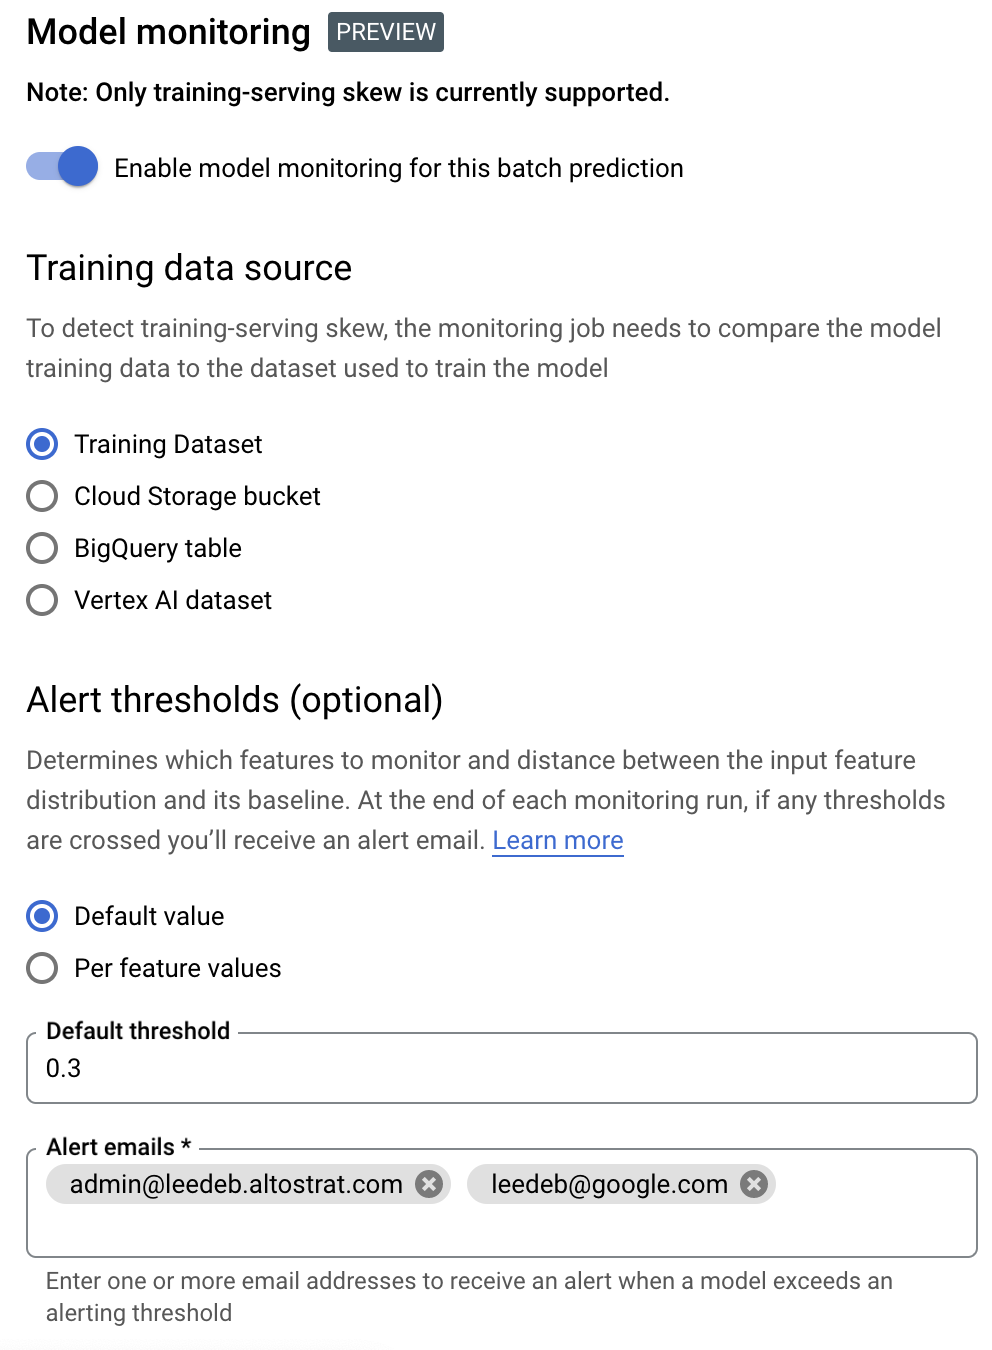 Model monitoring PREVIEW
Note: Only training-serving skew is currently supported.
Enable model monitoring for this batch prediction
Training data source
To detect training-serving skew, the monitoring job needs to compare the model
training data to the dataset used to train the model
Training Dataset
Cloud Storage bucket
BigQuery table
Vertex AI dataset
Alert thresholds (optional)
Determines which features to monitor and distance between the input feature
distribution and its baseline. At the end of each monitoring run, if any thresholds
are crossed you’ll receive an alert email. Learn more
Default value
Per feature values
Default threshold
0.3
Alert emails *
admin@leedeb.altostrat.com leedeb@google.com
Enter one or more email addresses to receive an alert when a model exceeds an
alerting threshold